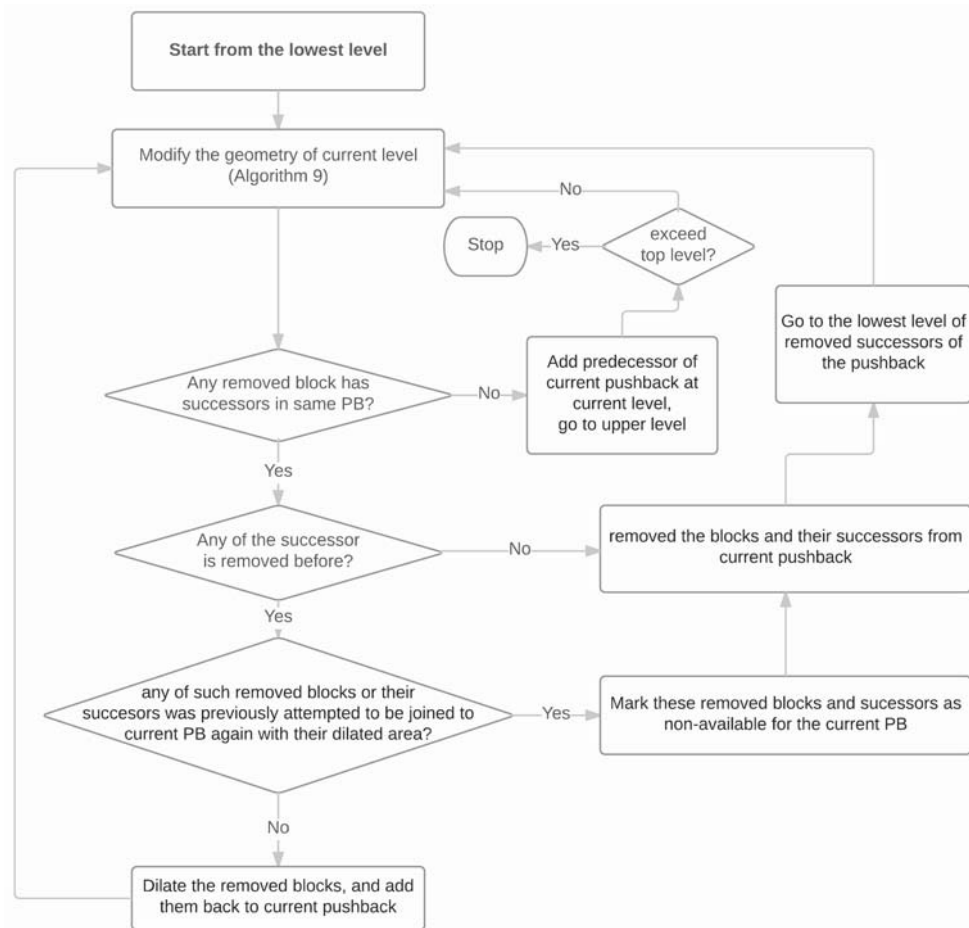 Start from the lowest level
Modify the geometry of current level
(Algorithm 9)
No
Stop
Yes
exceed
top level?
Go to the lowest level of
removed successors of
the pushback
Any removed block has
successors in same PB?
No
Add predecessor of
current pushback at
current level,
go to upper level
Yes
Any of the successor
is removed before?
No
removed the blocks and their successors from
current pushback
Yes
any of such removed blocks or their
succesors was previously attempted to be joined to
current PB again with their dilated area?
Yes
Mark these removed blocks and sucessors as
non-available for the current PB
No
Dilate the removed blocks, and add
them back to current pushback